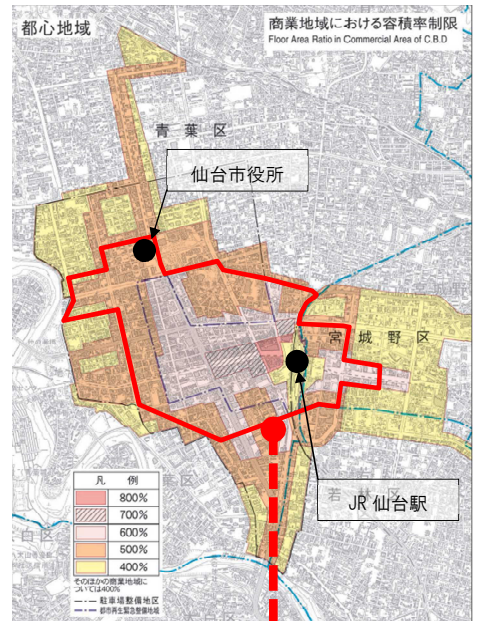 都心地域
商業地域における容積率制限
Floor Area Ratio in Commercial Area of C.B.D
青葉区
仙台市役所
宮城野区
JR 仙台駅
凡 例
800%
700%
600%
500%
400%
そのほかの商業地域に
ついては400%
駐車場整備地区
都市再生緊急整備地域